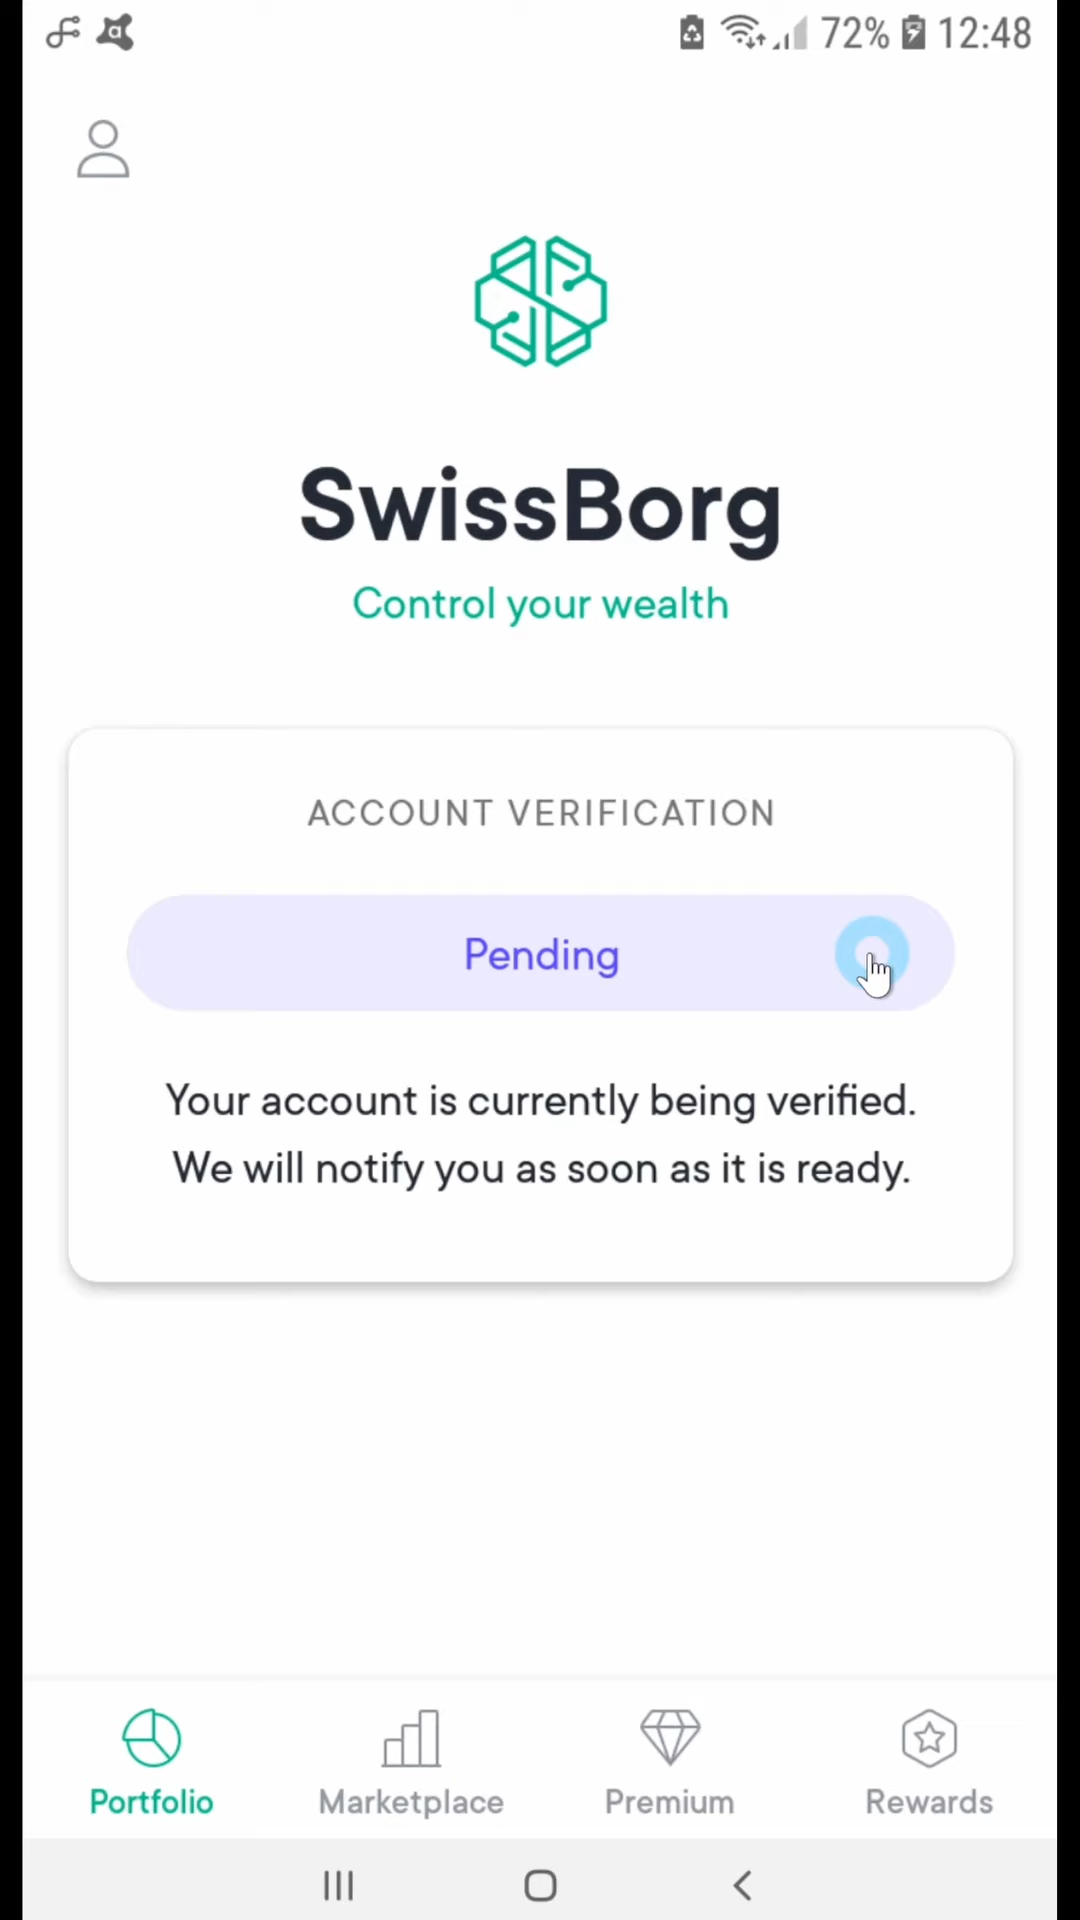 72% 12:48
SwissBorg
Control your wealth
ACCOUNT VERIFICATION
Pending
Your account is currently being verified.
We will notify you as soon as it is ready.
Portfolio Marketplace Premium Rewards